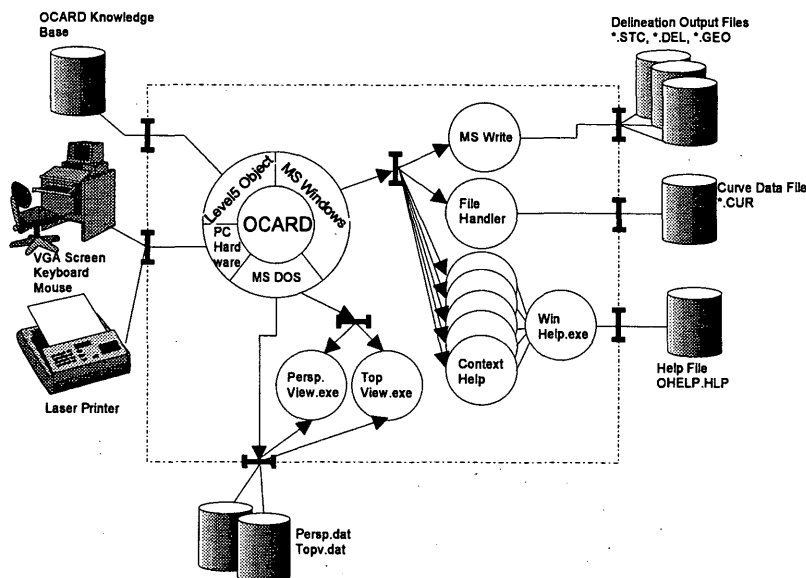 OCARD Knowledge
Base
Delineation Output Files
*.STC, *.DEL, *.GEO
MS Write
Level5 Object
MS Windows
OCARD
PC
Hard
ware
MS DOS
File
Handler
Curve Data File
*.CUR
VGA Screen
Keyboard
Mouse
Win
Help.exe
Context
Help
Help File
OHELP.HLP
Persp.
View.exe
Top
View.exe
Laser Printer
Persp.dat
Topv.dat